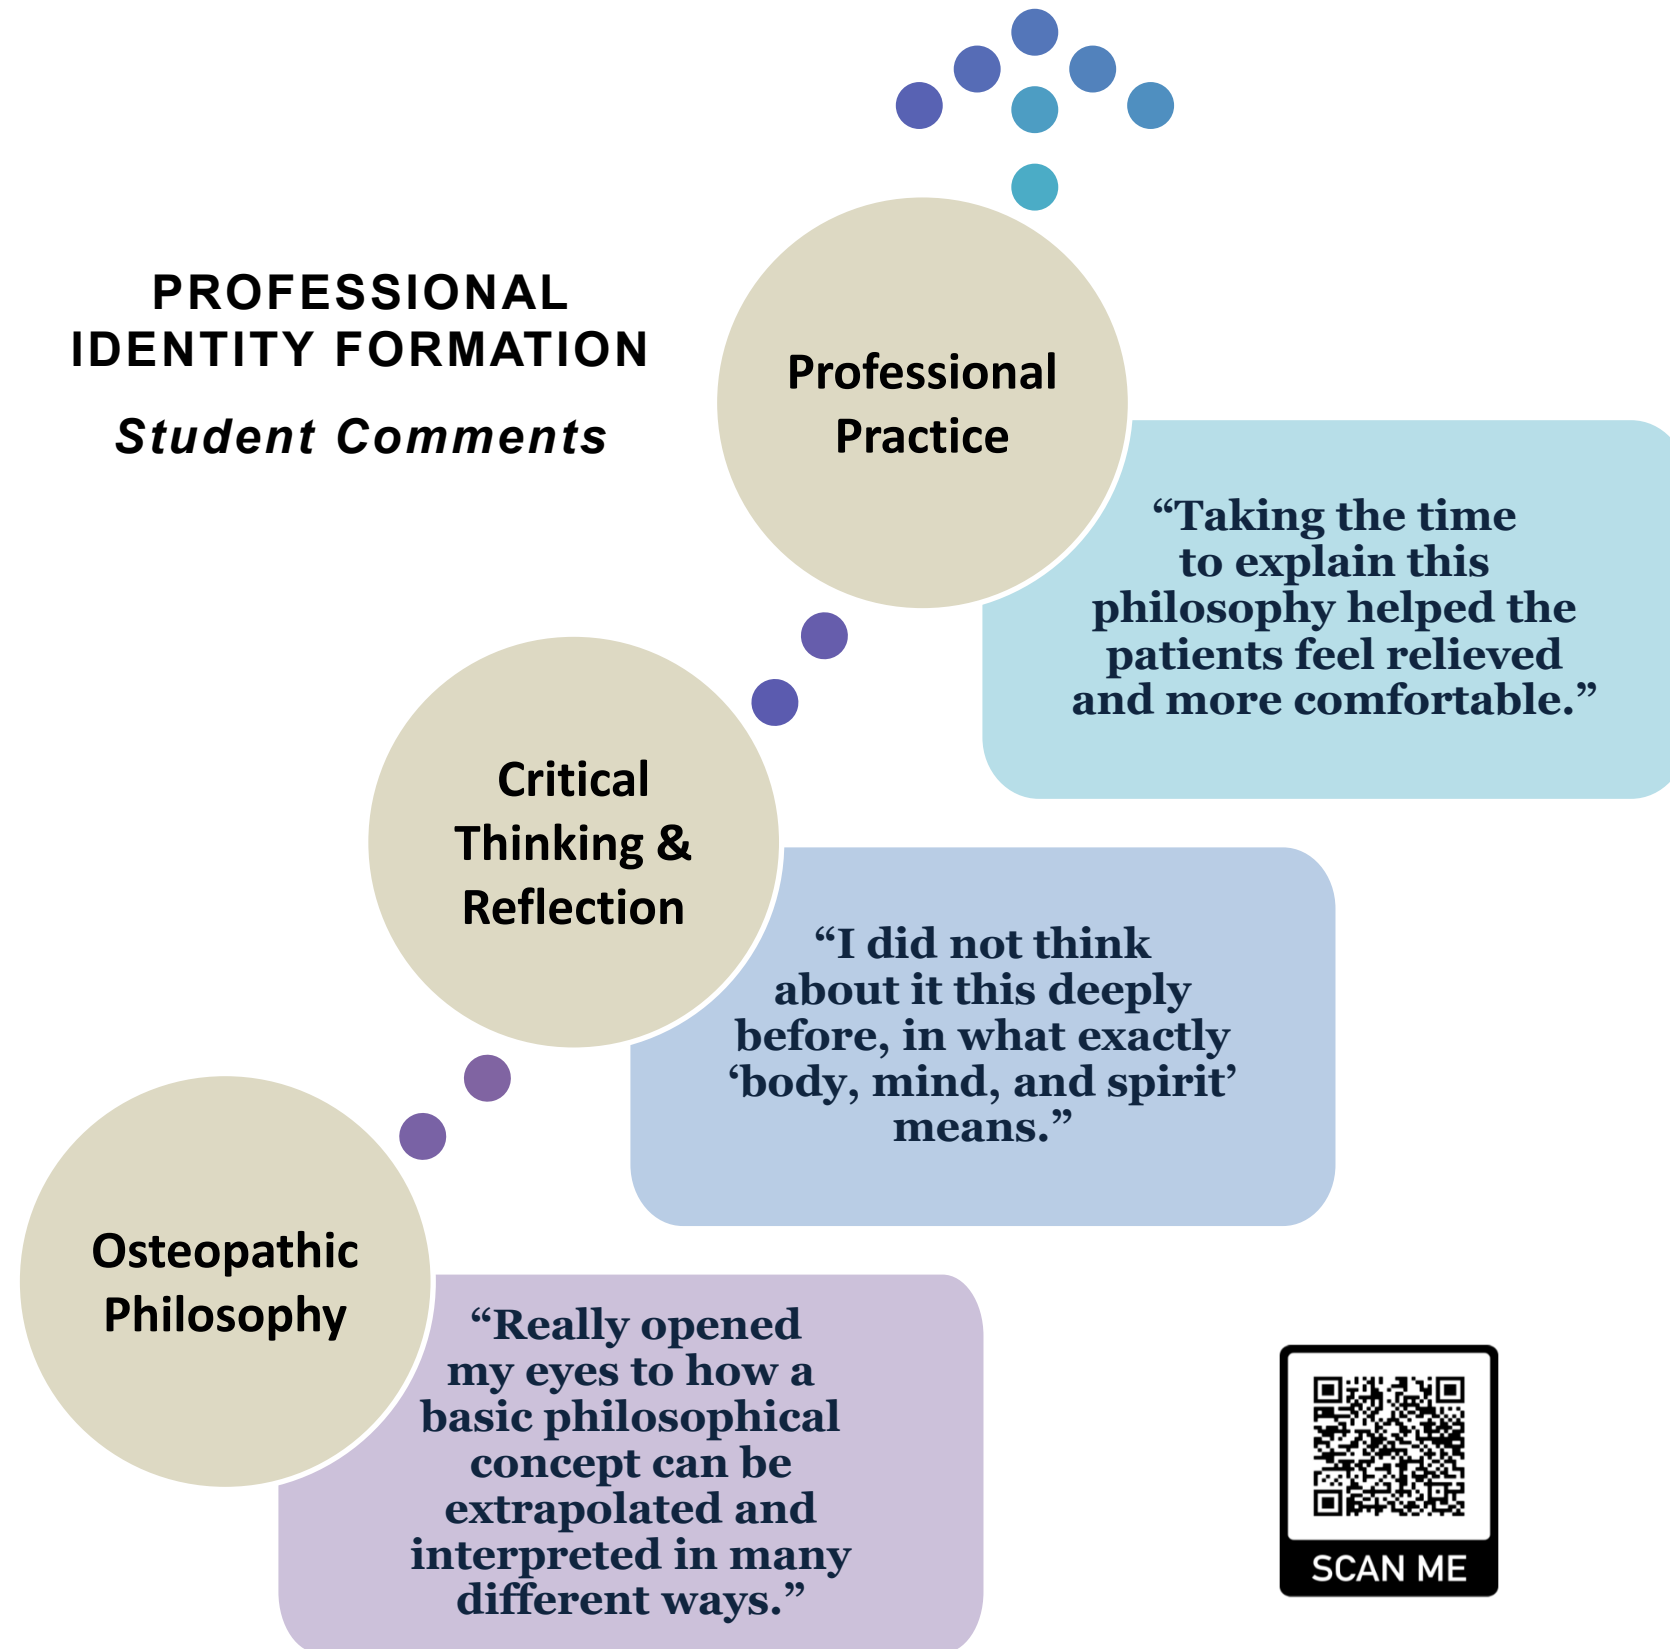 PROFESSIONAL
IDENTITY FORMATION
Student Comments
Professional
Practice
“Taking the time
to explain this
philosophy helped the
patients feel relieved
and more comfortable.”
Critical
Thinking &
Reflection
“I did not think
about it this deeply
before, in what exactly
‘body, mind, and spirit’
means.”
Osteopathic
Philosophy
“Really opened
my eyes to how a
basic philosophical
concept can be
extrapolated and
interpreted in many
different ways.”
SCAN ME